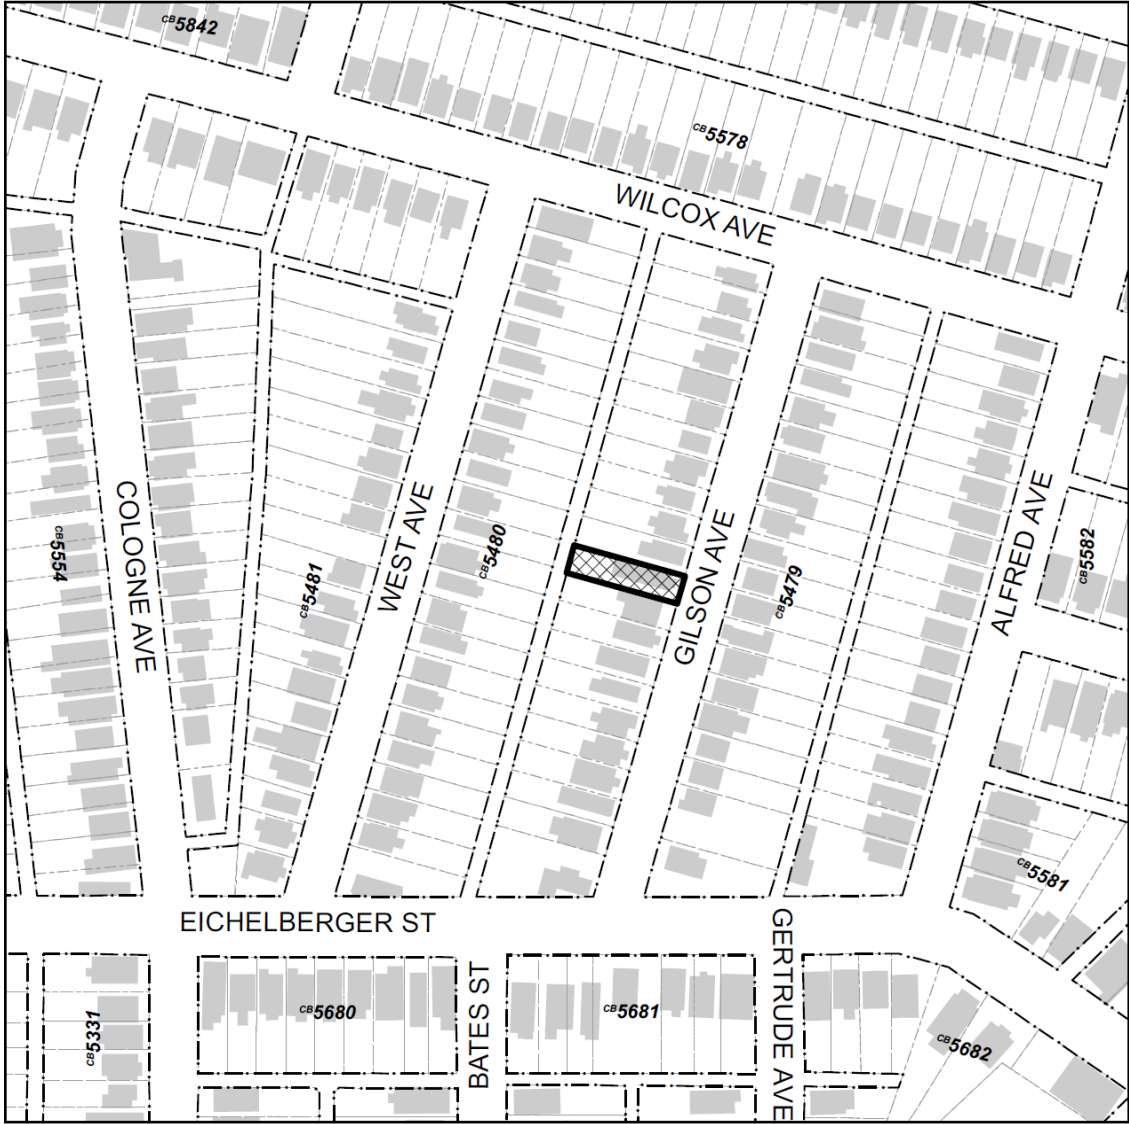 CB5842
CB5578
WILCOX AVE
COLOGNE AVE
WEST AVE
CB5480
GILSON AVE
ALFRED AVE
CB5554
CB5481
CB5479
CB5582
CB5581
EICHELBERGER ST
GERTRUDE AVE
BATES ST
CB5331
CB5680
CB5681
CB5682